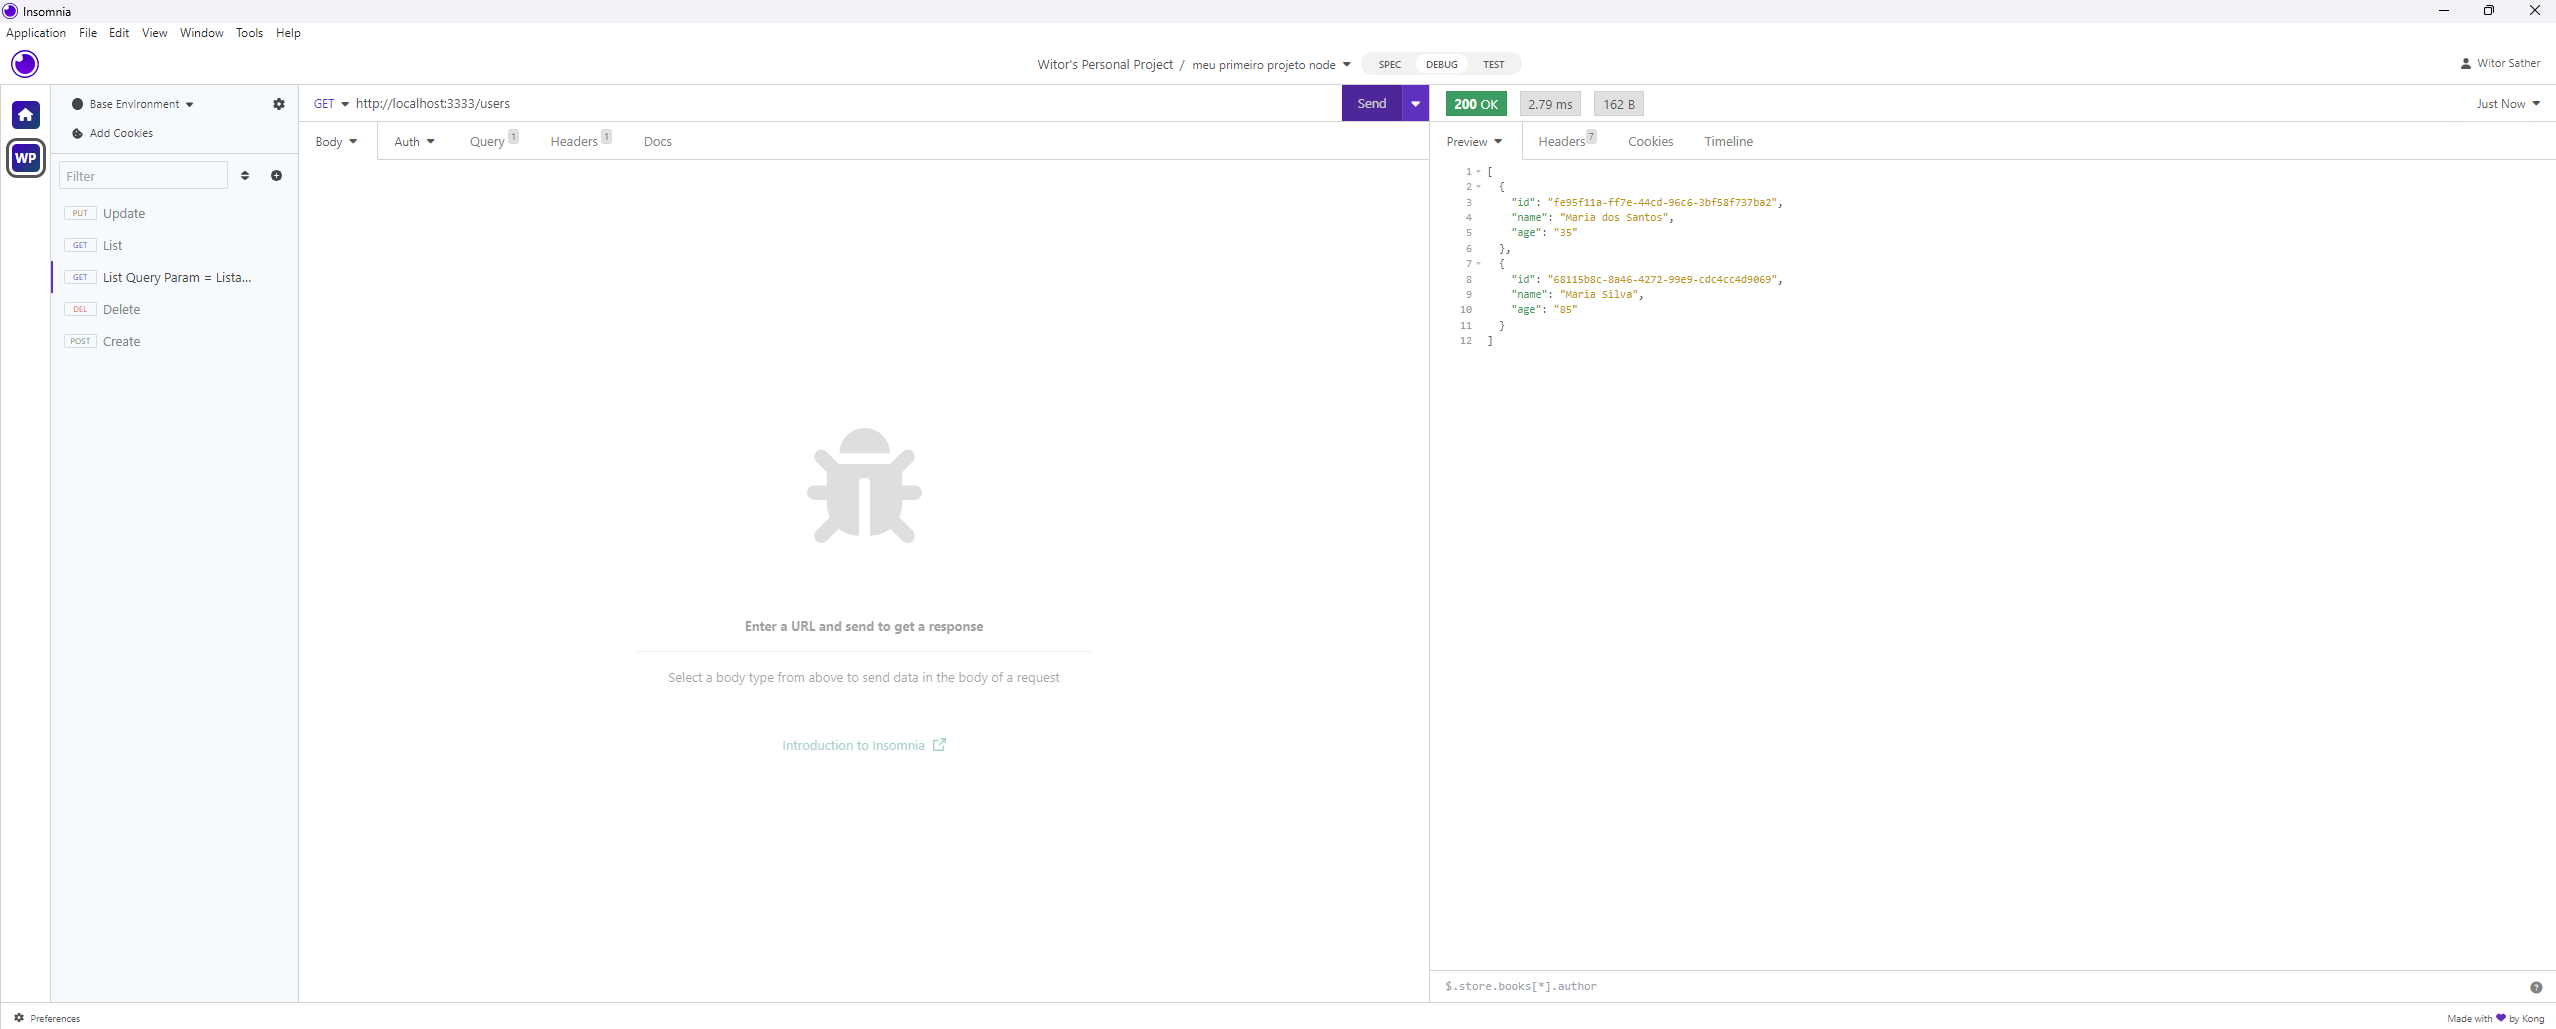 Insomnia
Application File Edit View Window Tools Help
Witor's Personal Project / meu primeiro projeto node SPEC DEBUG TEST
Witor Sather
WP
Base Environment
Add Cookies
Filter
PUT Update
GET List
GET List Query Param = Lista...
DEL Delete
POST Create
GET http://localhost:3333/users Send
Body Auth Query 1 Headers 1 Docs
Enter a URL and send to get a response
Select a body type from above to send data in the body of a request
Introduction to Insomnia
200 OK 2.79 ms 162 B Just Now
Preview Headers 7 Cookies Timeline
1 [
2 {
3 "id": "fe95f11a-ff7e-44cd-96c6-3bf58f737ba2",
4 "name": "Maria dos Santos",
5 "age": "35"
6 },
7 {
8 "id": "68115b8c-8a46-4272-99e9-cdc4cc4d9069",
9 "name": "Maria Silva",
10 "age": "85"
11 }
12 ]
$.store.books[*].author
?
Preferences
Made with by Kong